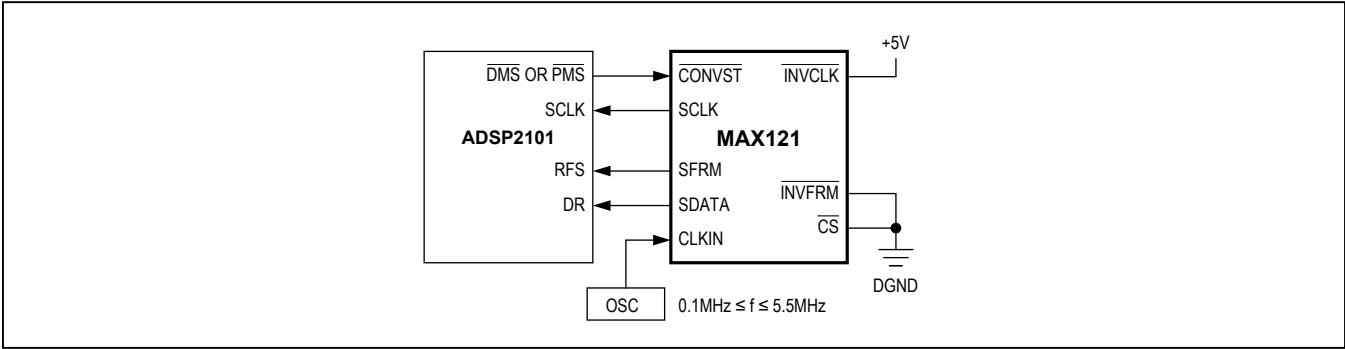 +5V
DMS OR PMS
CONVST
INVCLK
SCLK
SCLK
ADSP2101
MAX121
RFS
SFRM
INVFRM
DR
SDATA
CS
CLKIN
DGND
OSC
0.1MHz ≤ f ≤ 5.5MHz